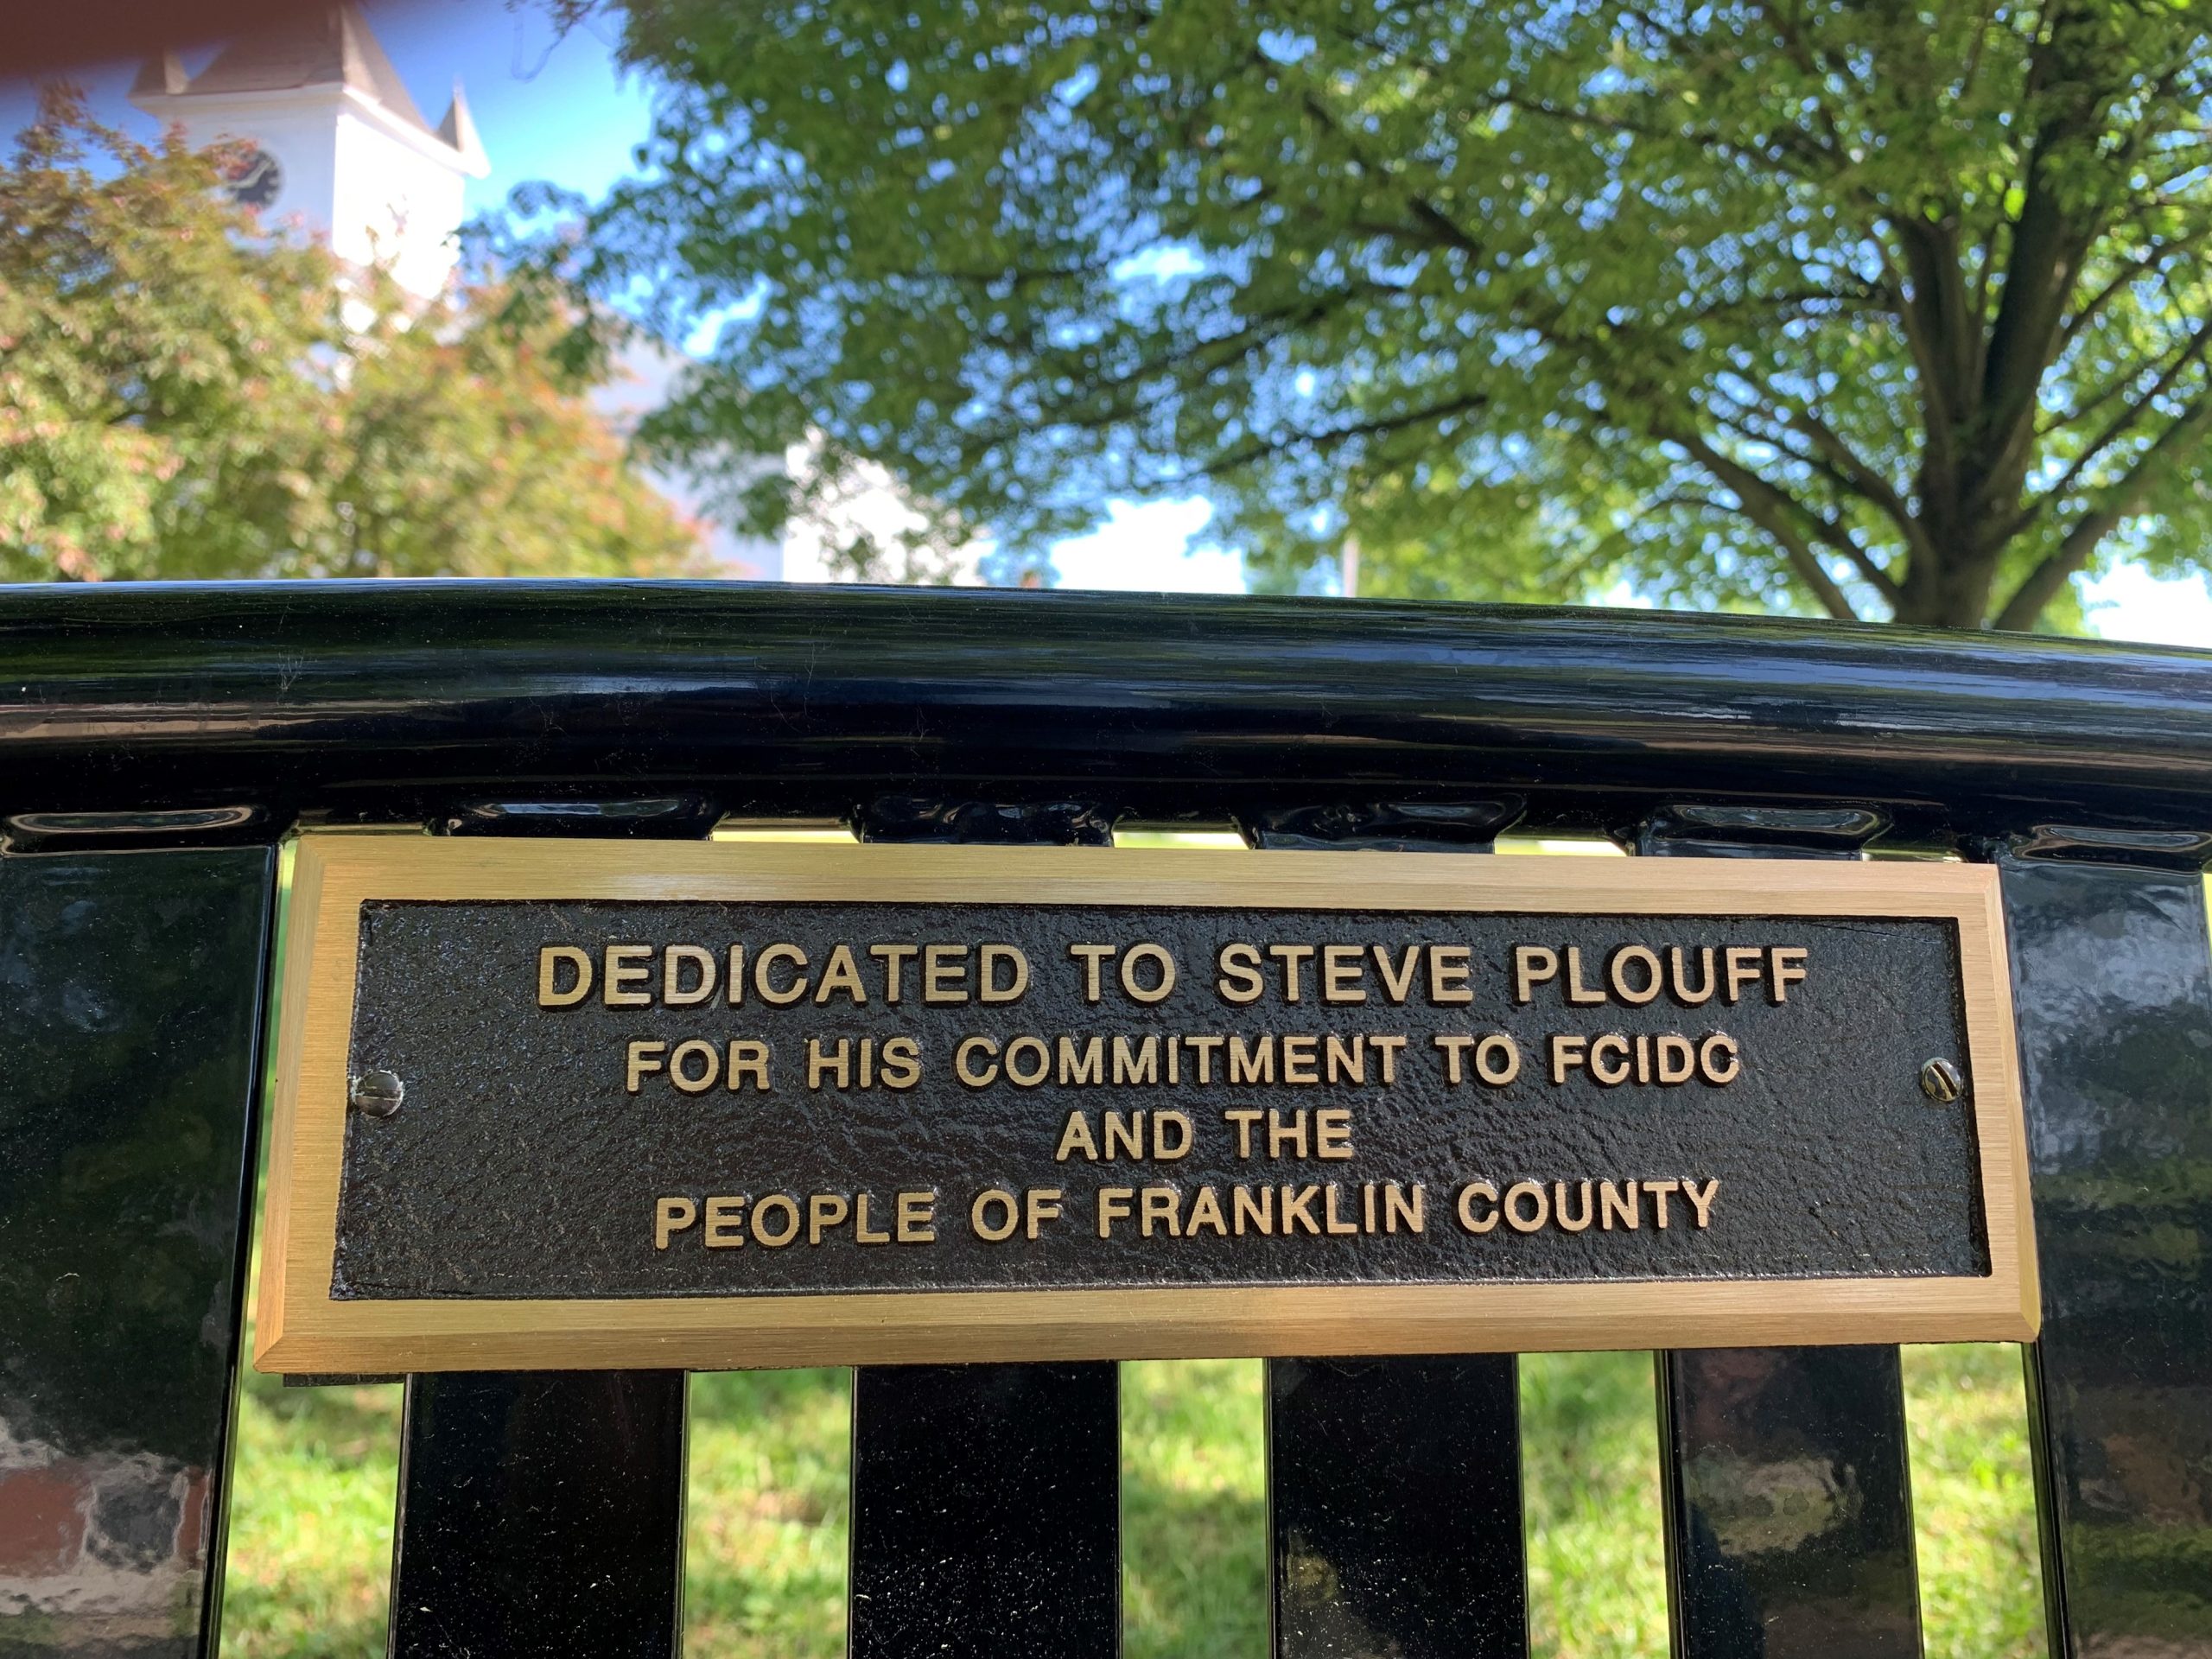 DEDICATED TO STEVE PLOUFF
FOR HIS COMMITMENT TO FCIDC
AND THE
PEOPLE OF FRANKLIN COUNTY